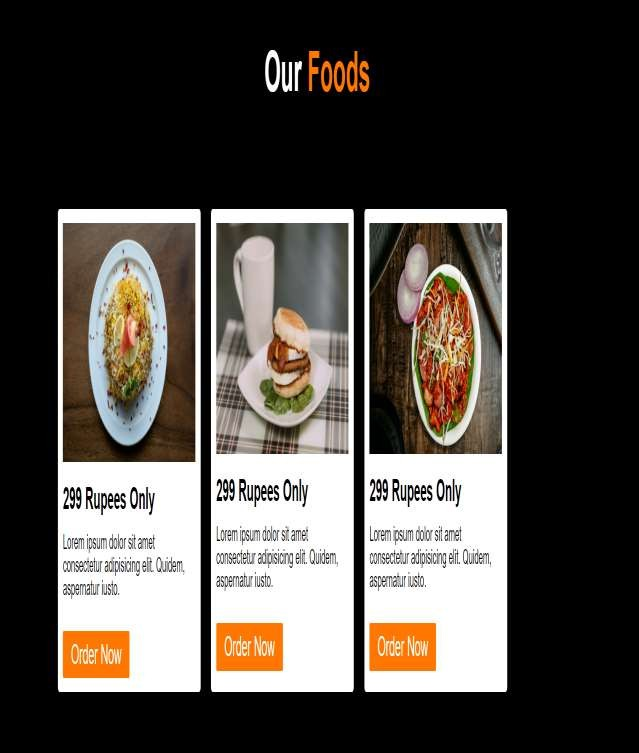 Our Foods
299 Rupees Only
Lorem ipsum dolor sit amet
consectetur adipisicing elit. Quidem,
aspernatur iusto.
Order Now
299 Rupees Only
Lorem ipsum dolor sit amet
consectetur adipisicing elit. Quidem,
aspernatur iusto.
Order Now
299 Rupees Only
Lorem ipsum dolor sit amet
consectetur adipisicing elit. Quidem,
aspernatur iusto.
Order Now